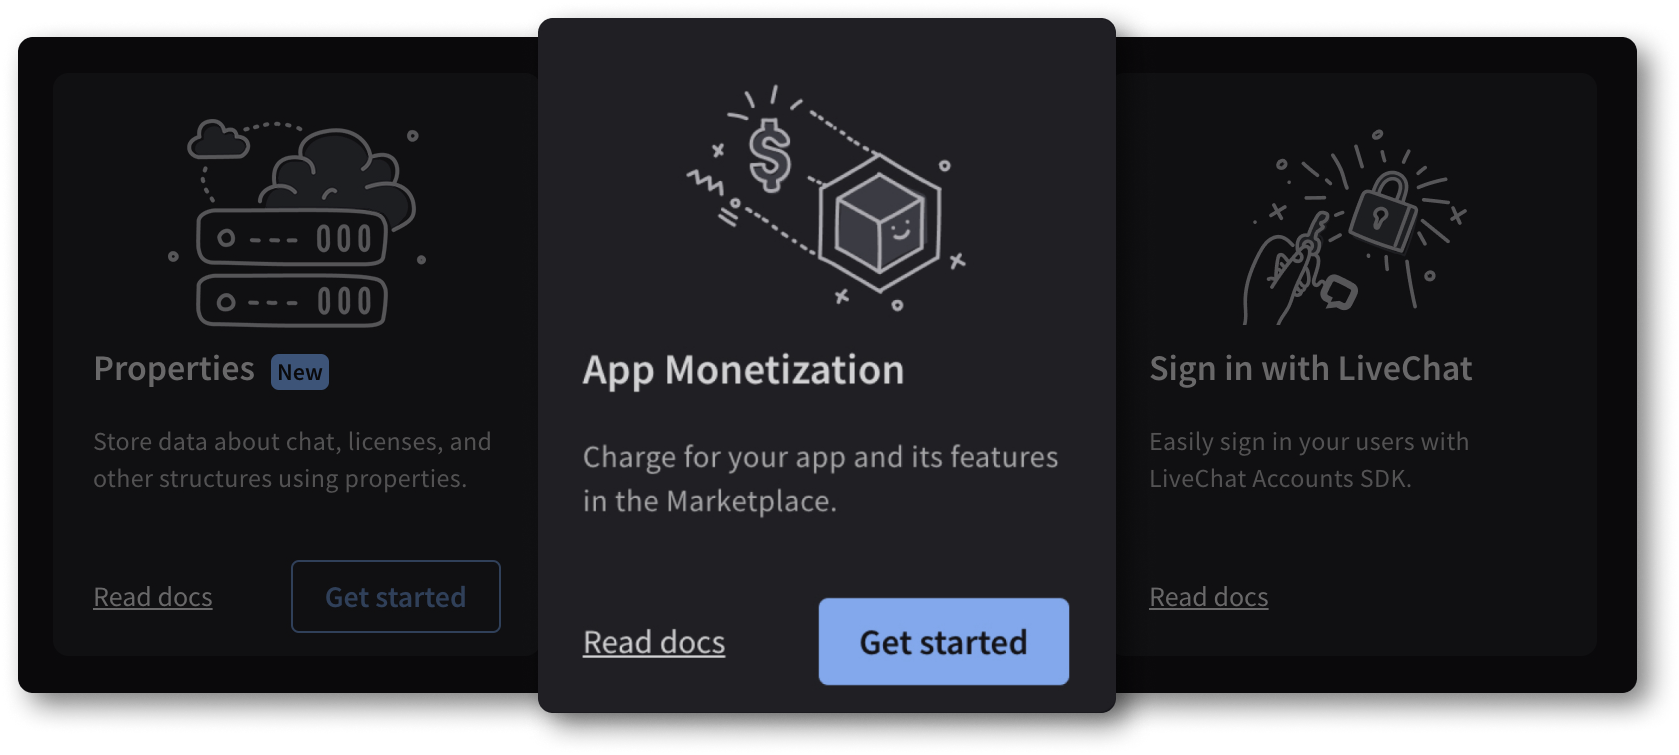 Properties New
Store data about chat, licenses, and
other structures using properties.
Read docs
Get started
App Monetization
Charge for your app and its features
in the Marketplace.
Read docs
Get started
Sign in with LiveChat
Easily sign in your users with
LiveChat Accounts SDK.
Read docs